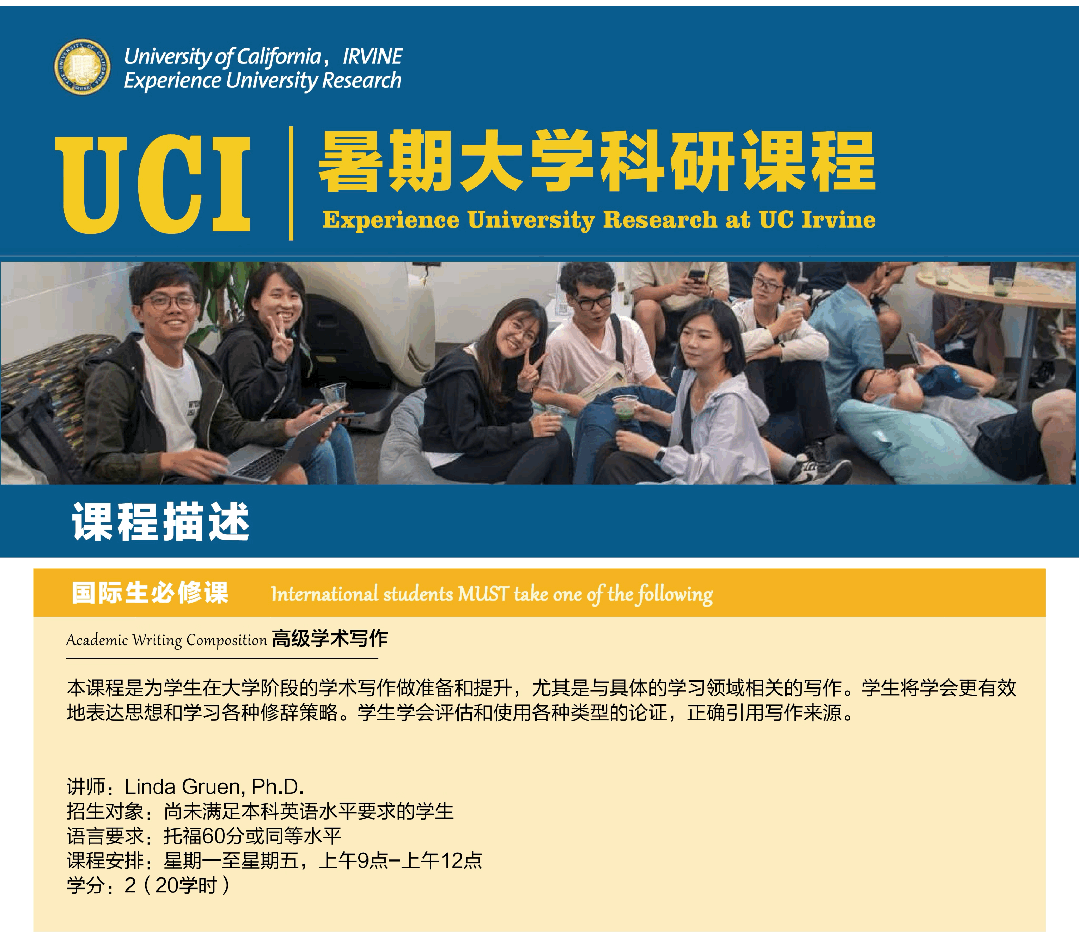 University of California, IRVINE
Experience University Research
UCI
暑期大学科研课程
Experience University Research at UC Irvine
课程描述
国际生必修课 International students MUST take one of the following
Academic Writing Composition 高级学术写作
本课程是为学生在大学阶段的学术写作做准备和提升，尤其是与具体的学习领域相关的写作。学生将学会更有效
地表达思想和学习各种修辞策略。学生学会评估和使用各种类型的论证，正确引用写作来源。
讲师：Linda Gruen, Ph.D.
招生对象：尚未满足本科英语水平要求的学生
语言要求：托福60分或同等水平
课程安排：星期一至星期五，上午9点-上午12点
学分：2（20学时）